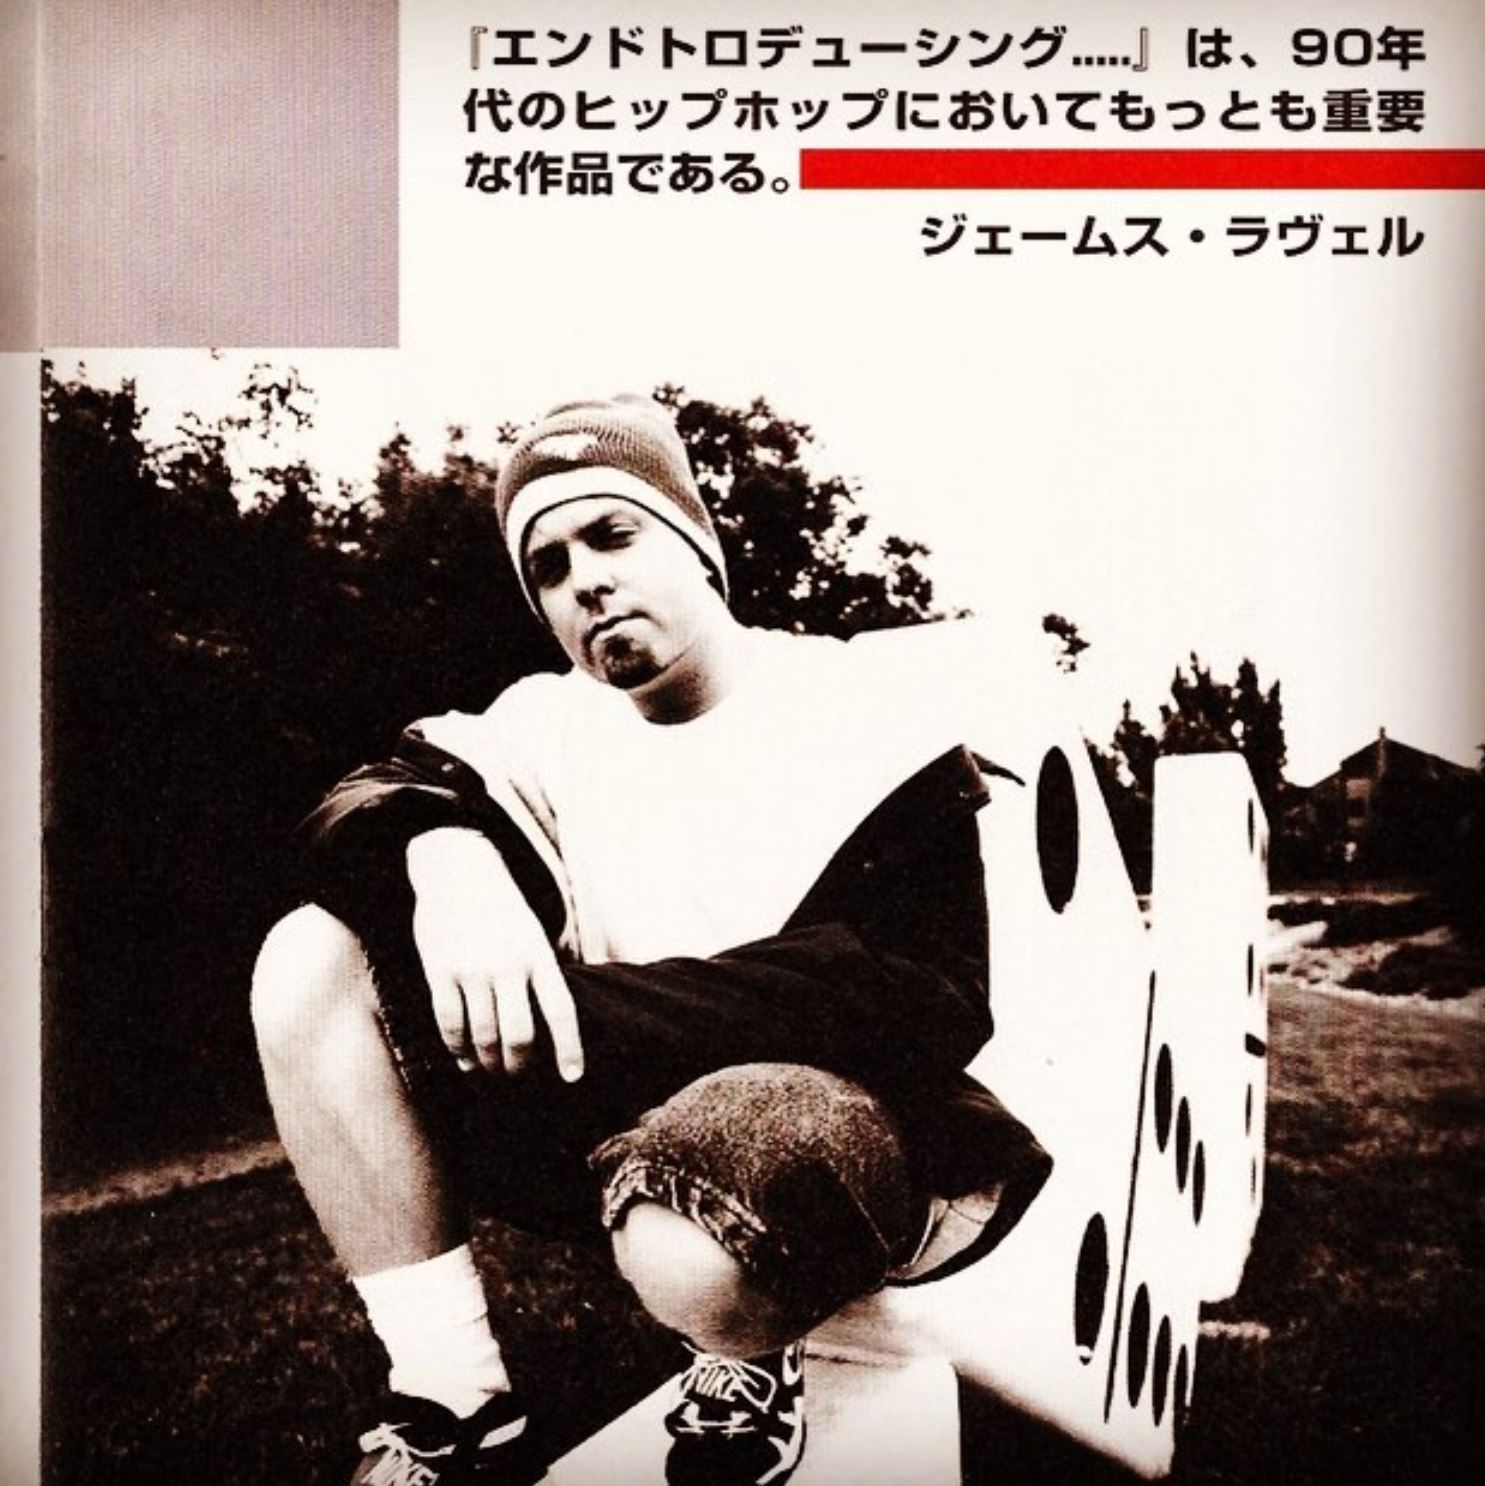 『エンドトロデューシング.....』は、90年
代のヒップホップにおいてもっとも重要
な作品である。
ジェームス・ラヴェル
NIKE
NIKE